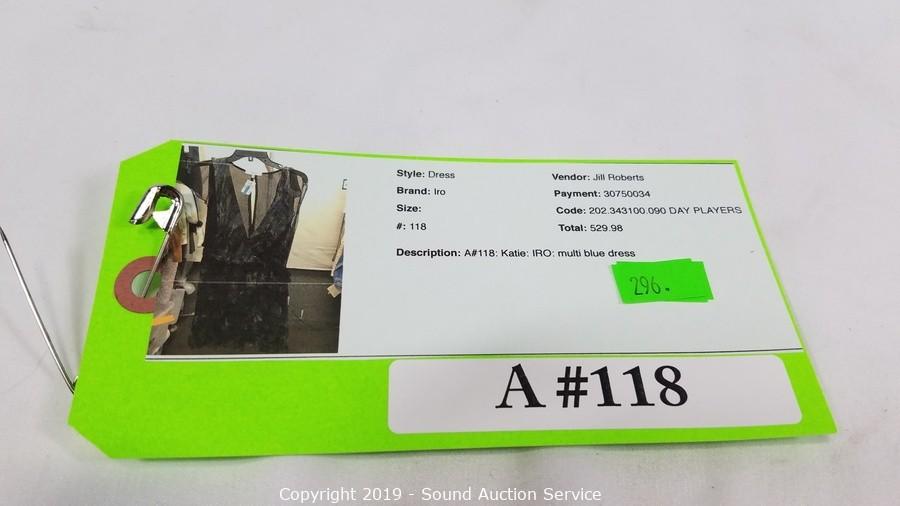 Style: Dress
Brand: Iro
Size:
#: 118
Vendor: Jill Roberts
Payment: 30750034
Code: 202.343100.090 DAY PLAYERS
Total: 529.98
Description: A#118: Katie: IRO: multi blue dress
296.
A #118
Copyright 2019 - Sound Auction Service